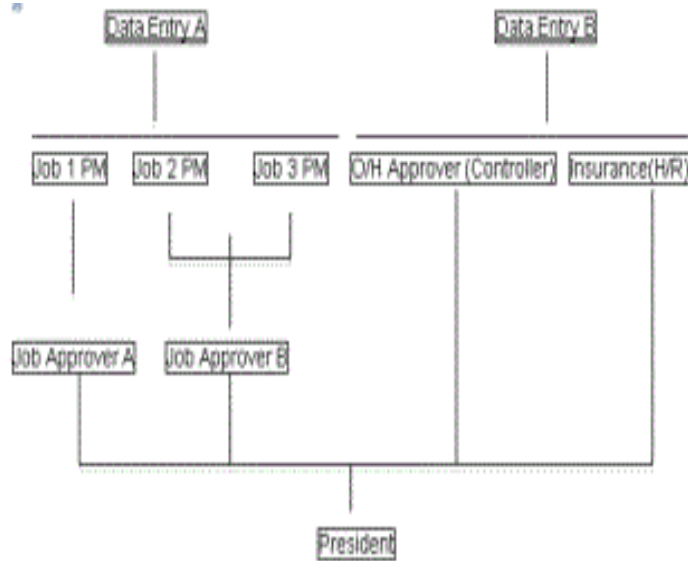 Data Entry A
Data Entry B
Job 1 PM
Job 2 PM
Job 3 PM
O/H Approver (Controller)
Insurance(H/R)
Job Approver A
Job Approver B
President